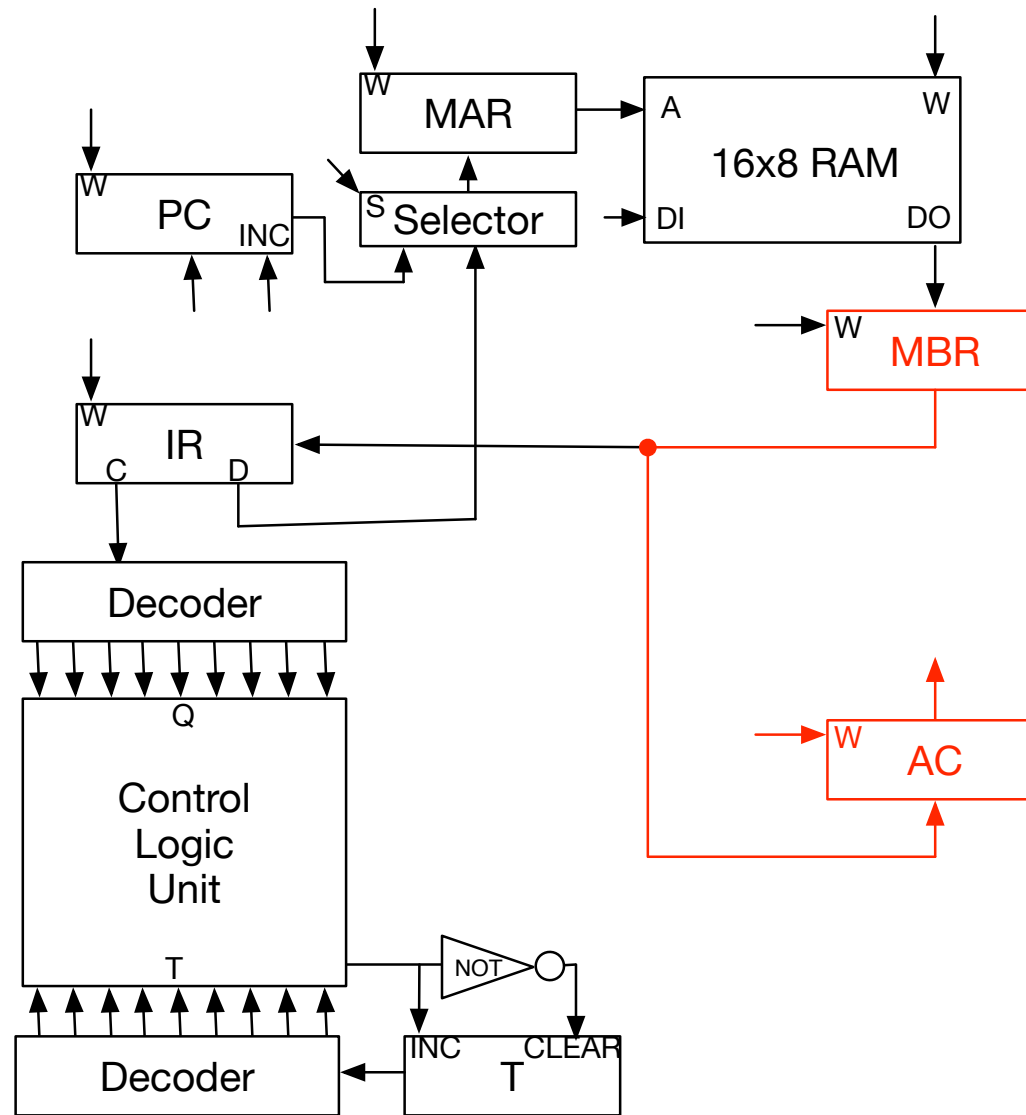 W
MAR
A
W
16x8 RAM
DI
DO
W
PC
INC
S
Selector
W
MBR
W
IR
C
D
Decoder
Q
Control
Logic
Unit
T
W
AC
NOT
INC
CLEAR
T
Decoder